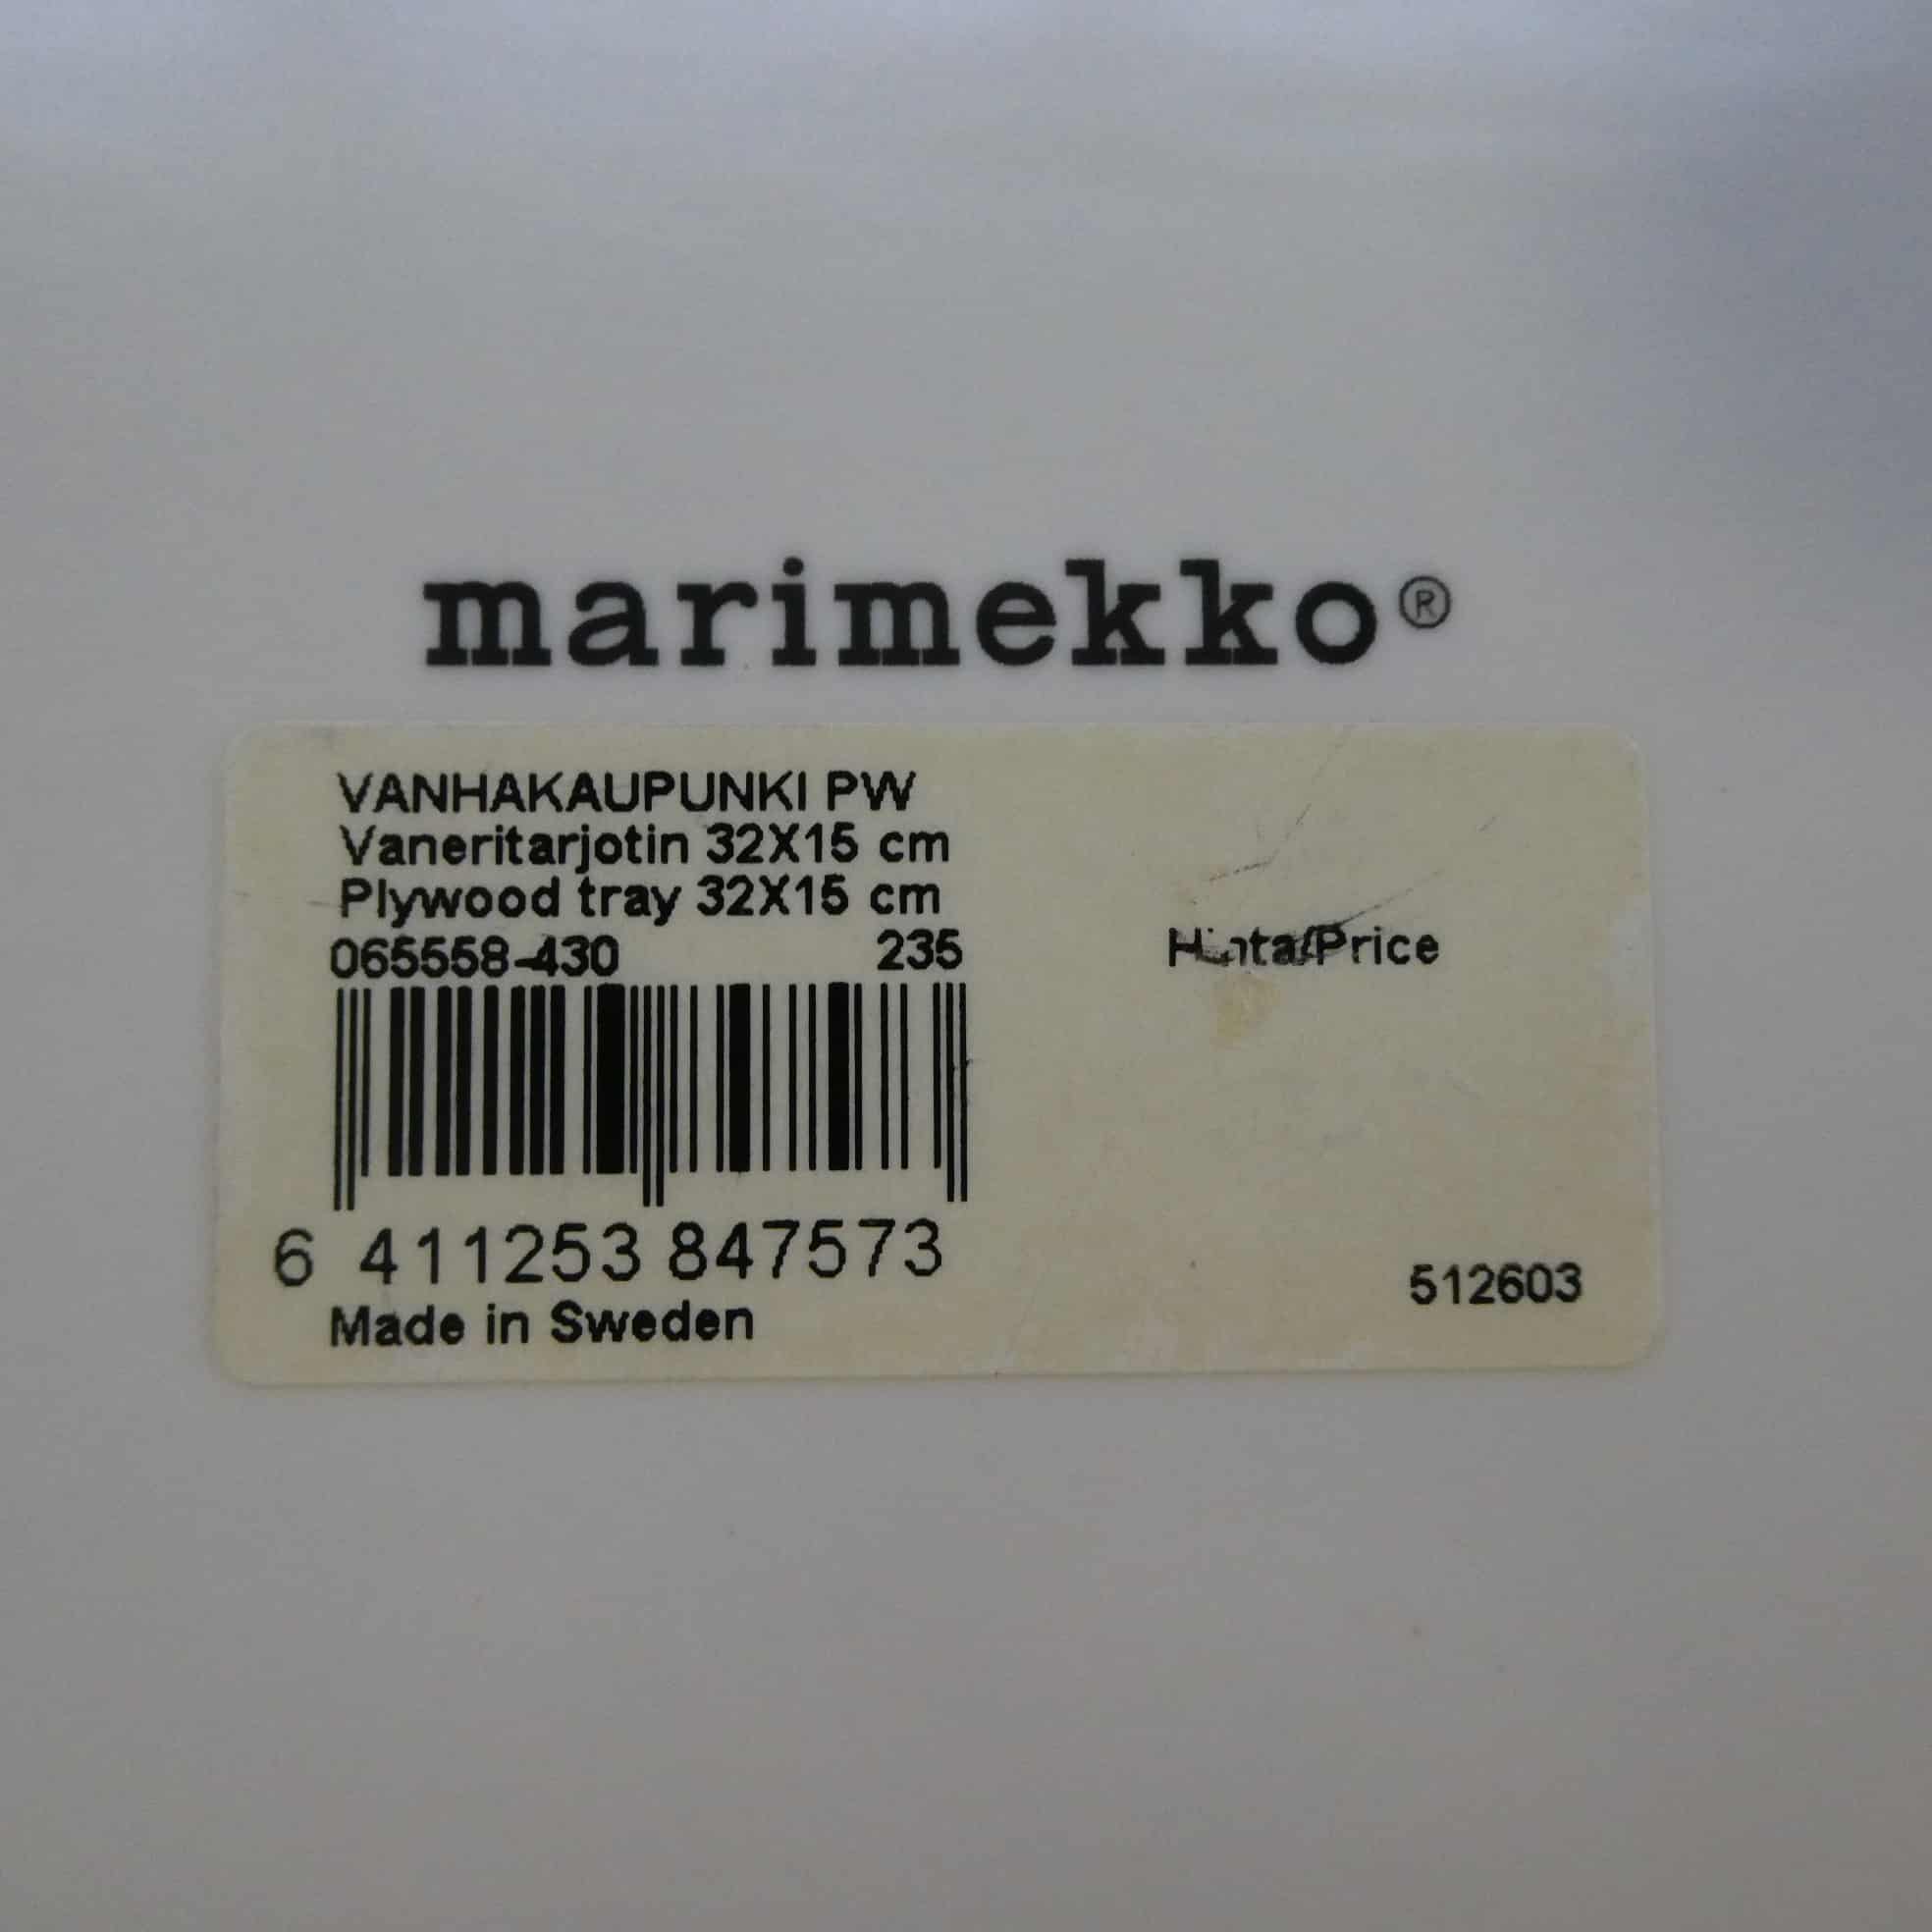 marimekko®
VANHAKAUPUNKI PW
Vaneritarjotin 32X15 cm
Plywood tray 32X15 cm
065558-430 235
Hinta/Price
6 411253 847573
Made in Sweden
512603